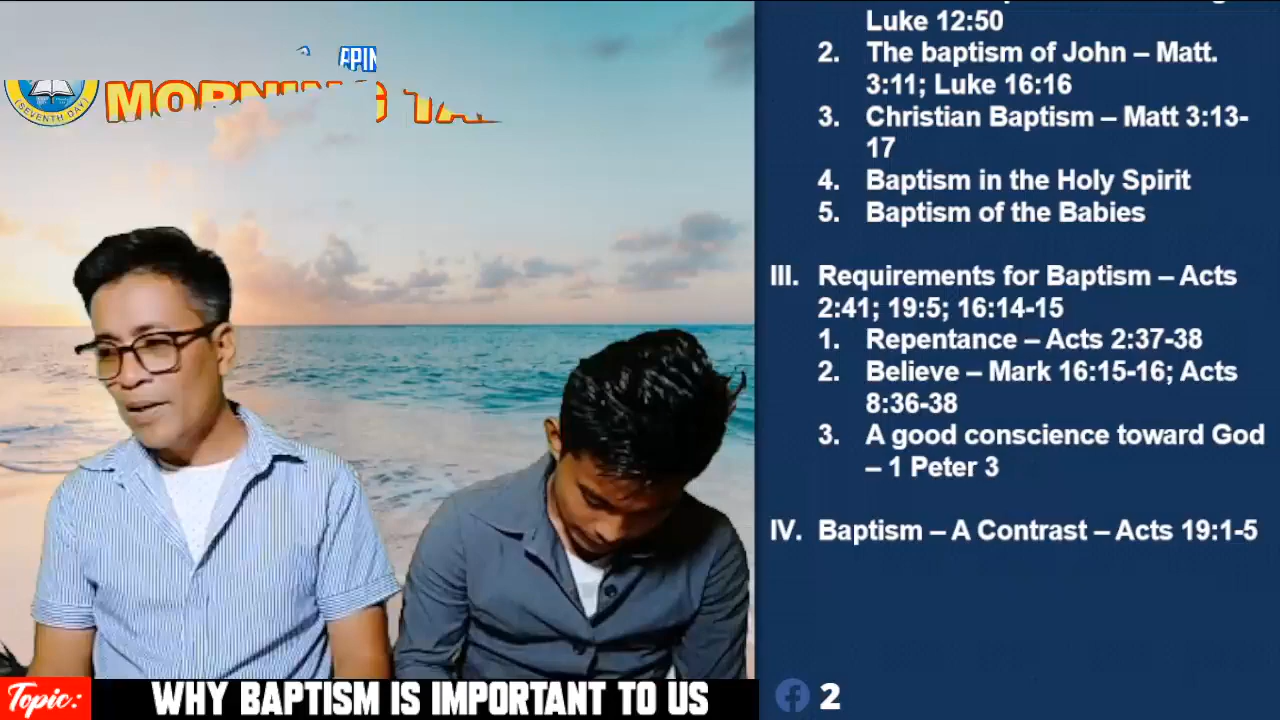 APIN
(SEVENTH DAY)
MORNING TA
Luke 12:50
2. The baptism of John – Matt.
3:11; Luke 16:16
3. Christian Baptism – Matt 3:13-
17
4. Baptism in the Holy Spirit
5. Baptism of the Babies
III. Requirements for Baptism – Acts
2:41; 19:5; 16:14-15
1. Repentance – Acts 2:37-38
2. Believe – Mark 16:15-16; Acts
8:36-38
3. A good conscience toward God
– 1 Peter 3
IV. Baptism – A Contrast – Acts 19:1-5
Topic:
WHY BAPTISM IS IMPORTANT TO US
2